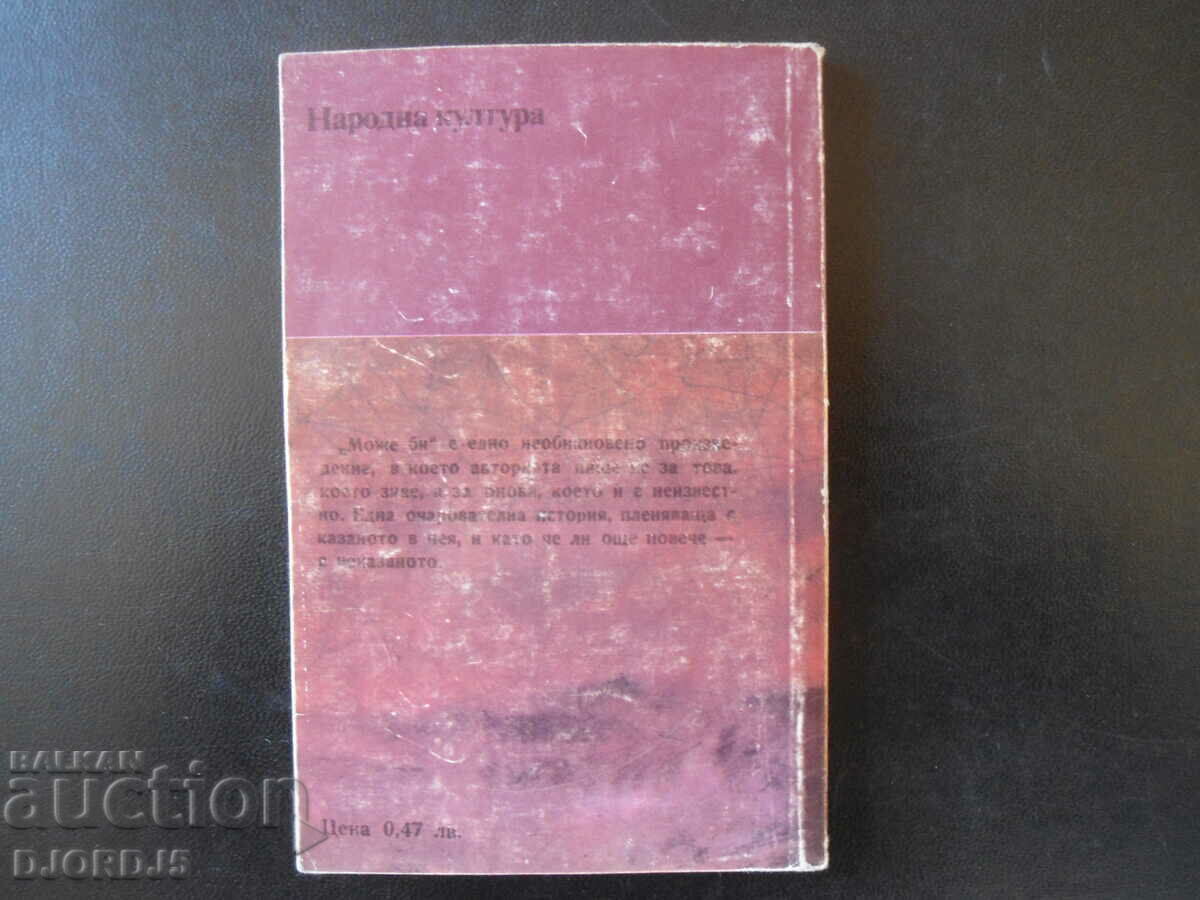 Народна култура
„Може би“ е едно необикновено произве-
дение, в което авторката пише не за това,
което знае, а за онова, което и е неизвест-
но. Една очарователна история, пленяваща с
казаното в нея, и като че ли още повече —
с неказаното.
Цена 0,47 лв.
BALKAN
auction
DJORDJ5